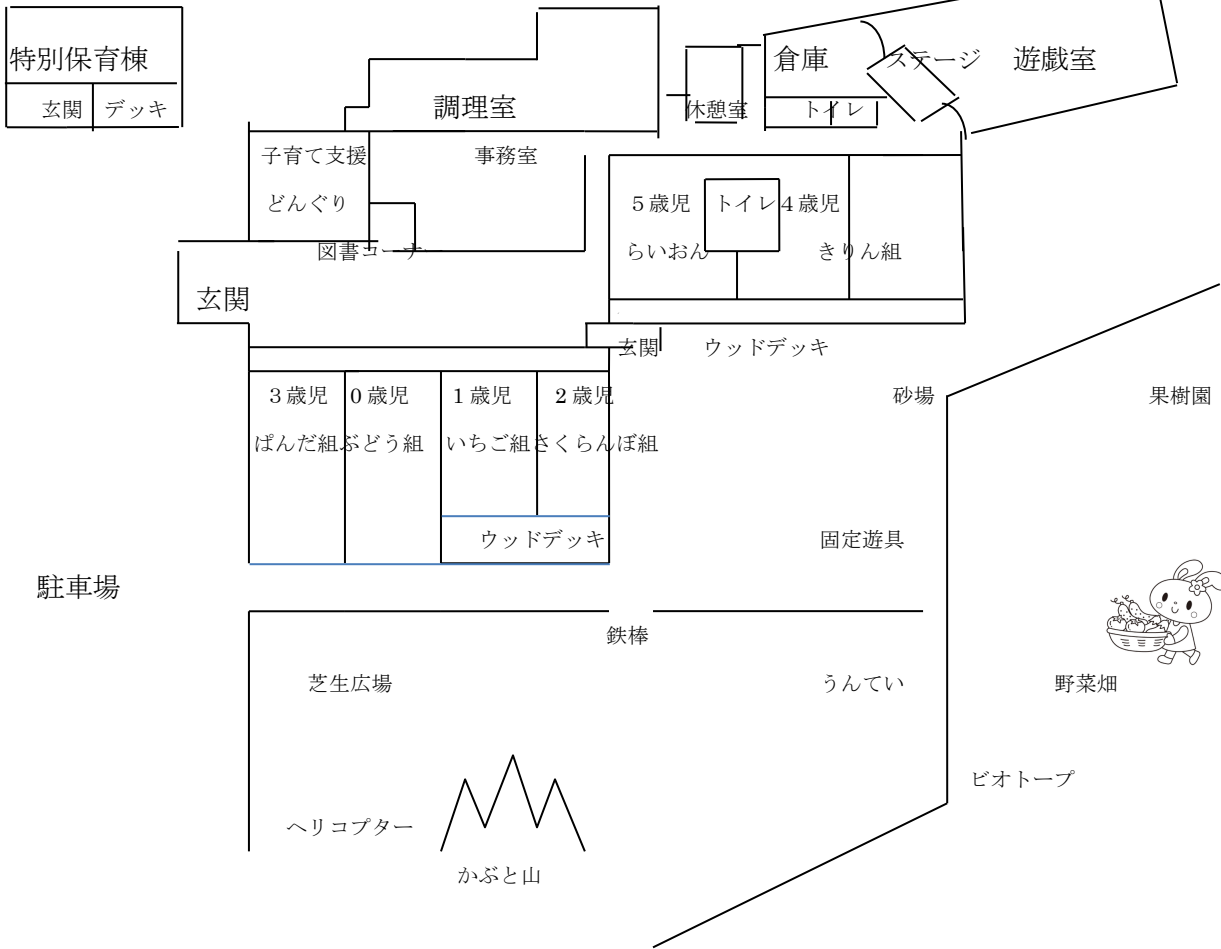 特別保育棟
玄関
デッキ
調理室
休憩室
倉庫
ステージ
遊戯室
トイレ
子育て支援
どんぐり
事務室
図書コーナー
玄関
５歳児
らいおん
トイレ
４歳児
きりん組
玄関
ウッドデッキ
３歳児
ぱんだ組
0歳児
ぶどう組
１歳児
いちご組
２歳児
さくらんぼ組
ウッドデッキ
砂場
果樹園
固定遊具
駐車場
鉄棒
芝生広場
うんてい
野菜畑
ビオトープ
ヘリコプター
かぶと山